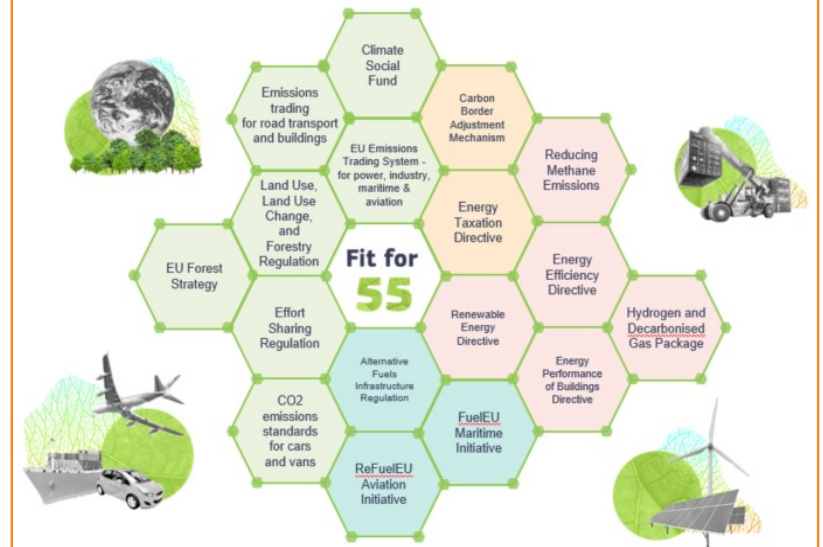 Climate
Social
Fund
Emissions
trading
for road transport
and buildings
Carbon
Border
Adjustment
Mechanism
EU Emissions
Trading System -
for power, industry,
maritime &
aviation
Reducing
Methane
Emissions
Land Use,
Land Use
Change,
and
Forestry
Regulation
Energy
Taxation
Directive
EU Forest
Strategy
Fit for
55
Energy
Efficiency
Directive
Effort
Sharing
Regulation
Renewable
Energy
Directive
Hydrogen and
Decarbonised
Gas Package
Alternative
Fuels
Infrastructure
Regulation
Energy
Performance
of Buildings
Directive
CO2
emissions
standards
for cars
and vans
FuelEU
Maritime
Initiative
ReFuelEU
Aviation
Initiative